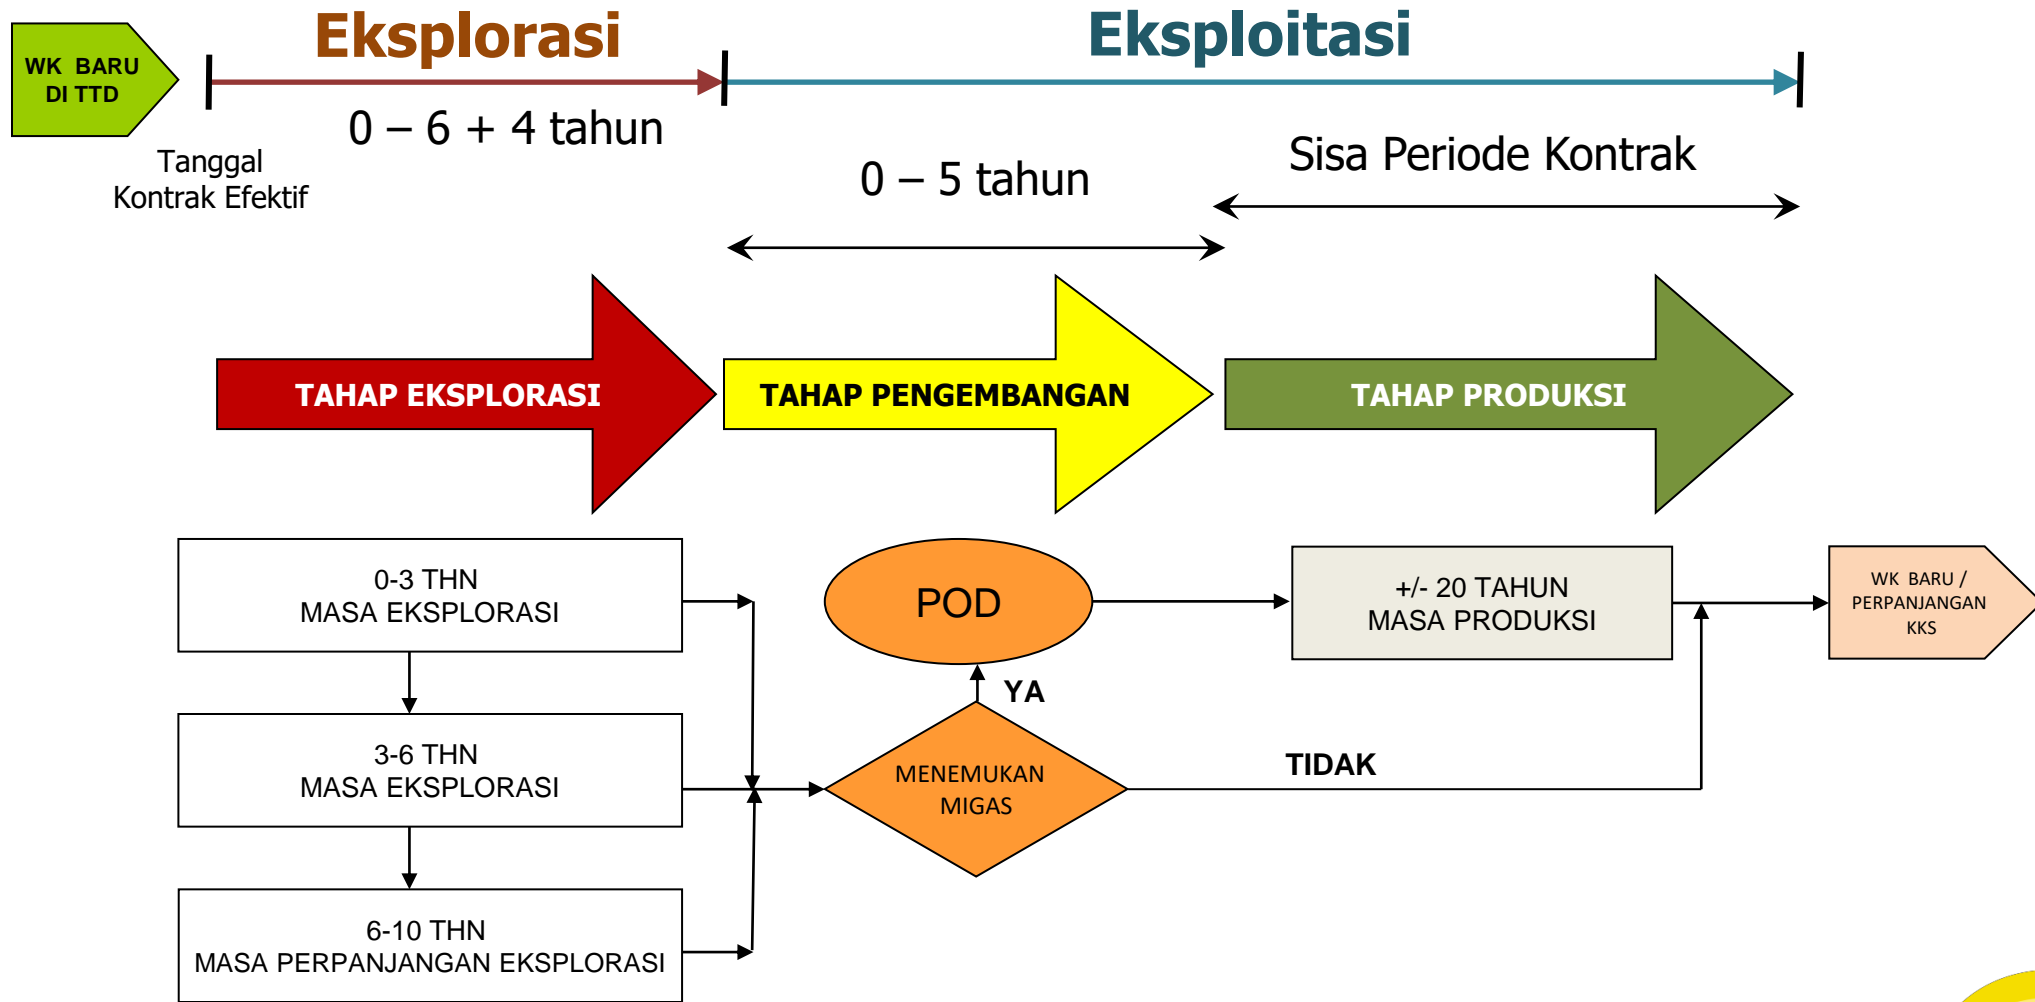 WK BARU
DI TTD
Eksplorasi
Eksploitasi
Tanggal
Kontrak Efektif
0 – 6 + 4 tahun
0 – 5 tahun
Sisa Periode Kontrak
TAHAP EKSPLORASI
TAHAP PENGEMBANGAN
TAHAP PRODUKSI
0-3 THN
MASA EKSPLORASI
POD
+/- 20 TAHUN
MASA PRODUKSI
WK BARU /
PERPANJANGAN
KKS
YA
3-6 THN
MASA EKSPLORASI
MENEMUKAN
MIGAS
TIDAK
6-10 THN
MASA PERPANJANGAN EKSPLORASI